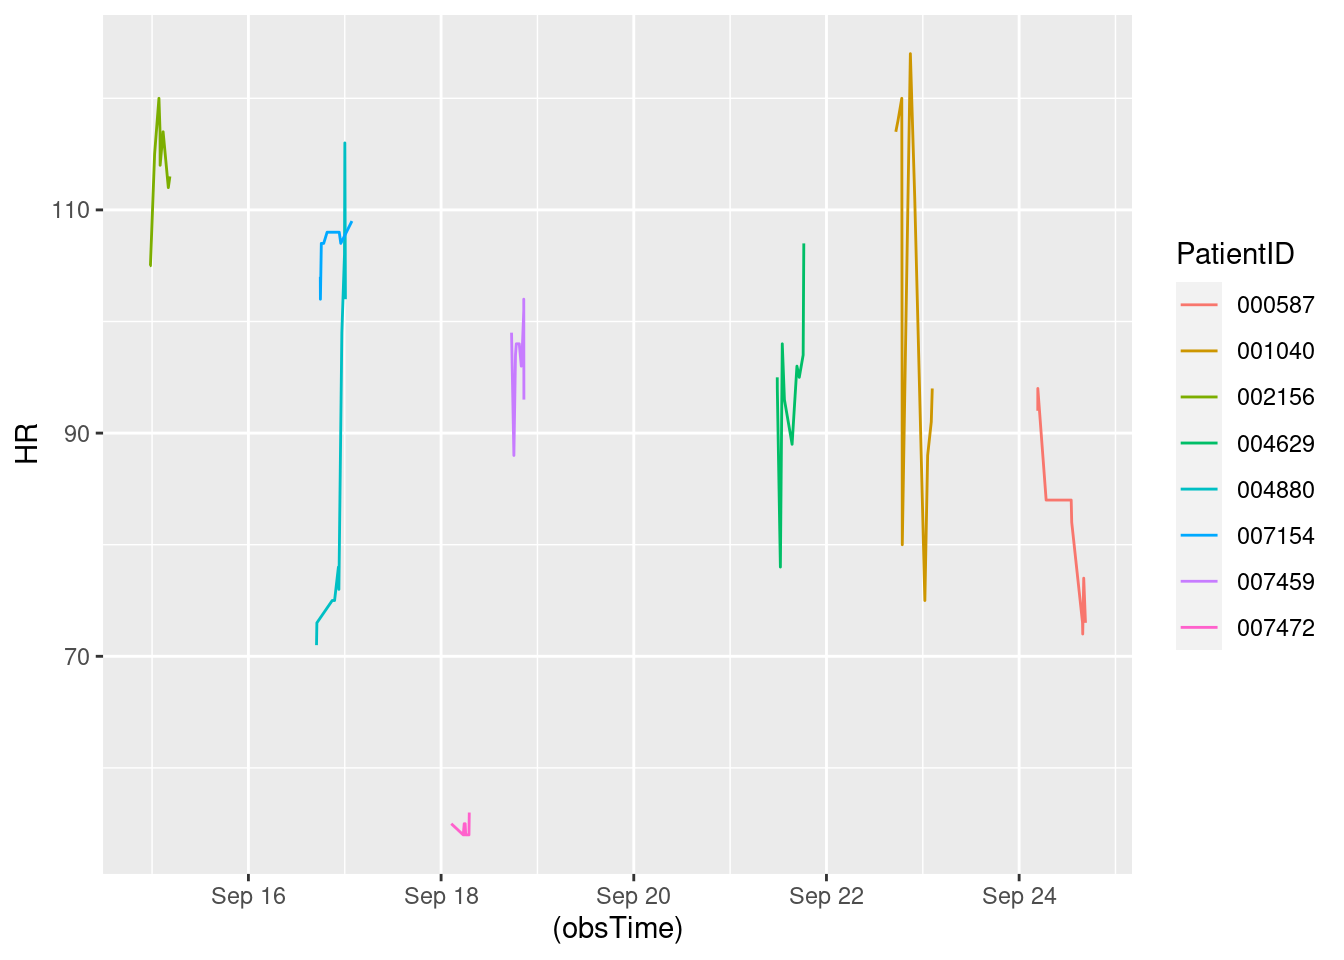 HR
110
90
70
Sep 16
Sep 18
Sep 20
Sep 22
Sep 24
(obsTime)
PatientID
000587
001040
002156
004629
004880
007154
007459
007472